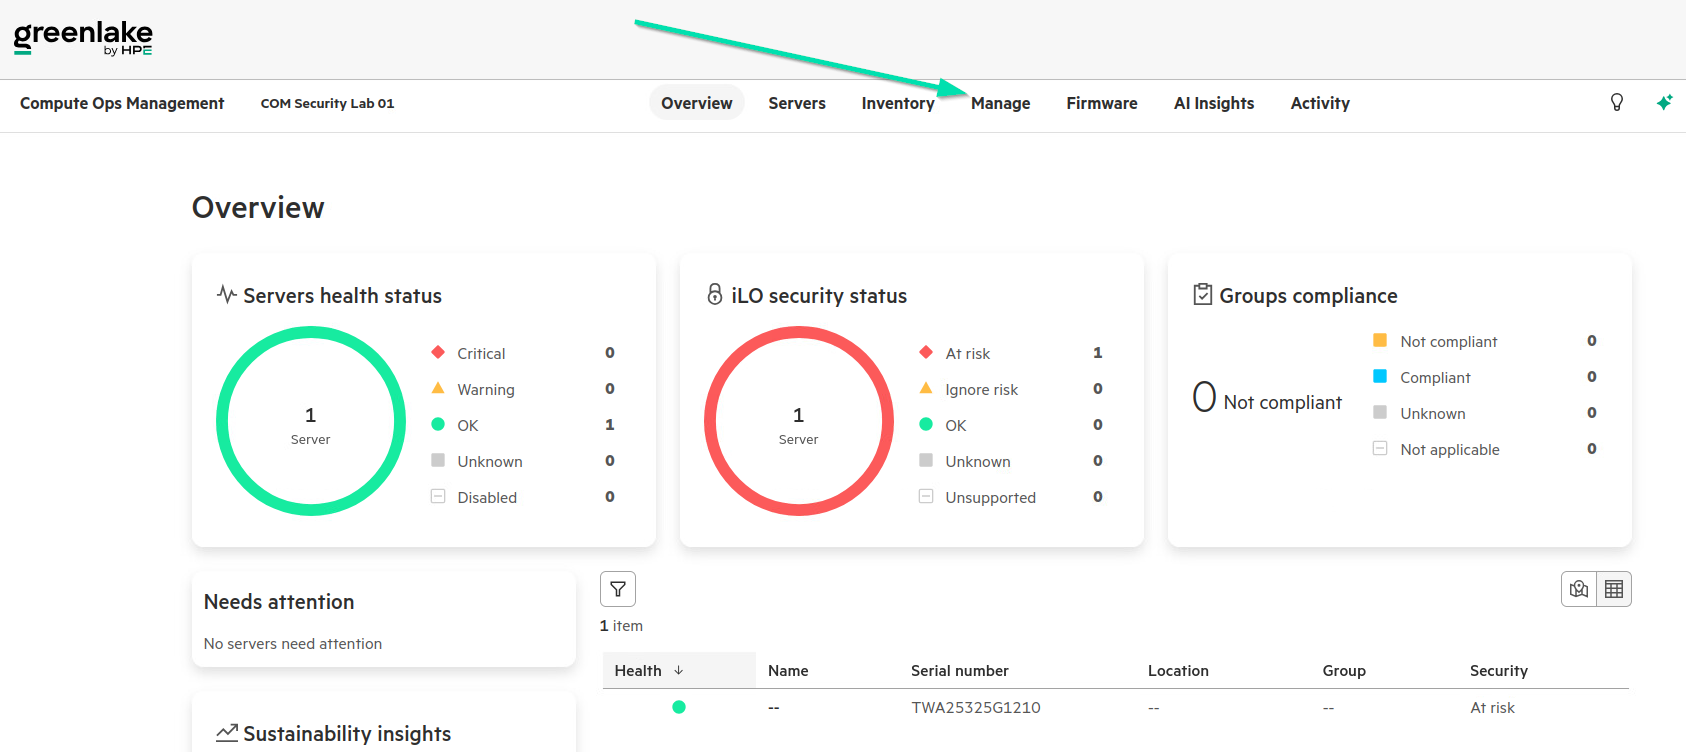 greenlake
by HPE
Compute Ops Management COM Security Lab 01 Overview Servers Inventory Manage Firmware AI Insights Activity
Overview
Servers health status
1
Server
Critical 0
Warning 0
OK 1
Unknown 0
Disabled 0
iLO security status
1
Server
At risk 1
Ignore risk 0
OK 0
Unknown 0
Unsupported 0
Groups compliance
0 Not compliant
Not compliant 0
Compliant 0
Unknown 0
Not applicable 0
Needs attention
No servers need attention
Sustainability insights
1 item
Health Name Serial number Location Group Security
-- TWA25325G1210 -- -- At risk